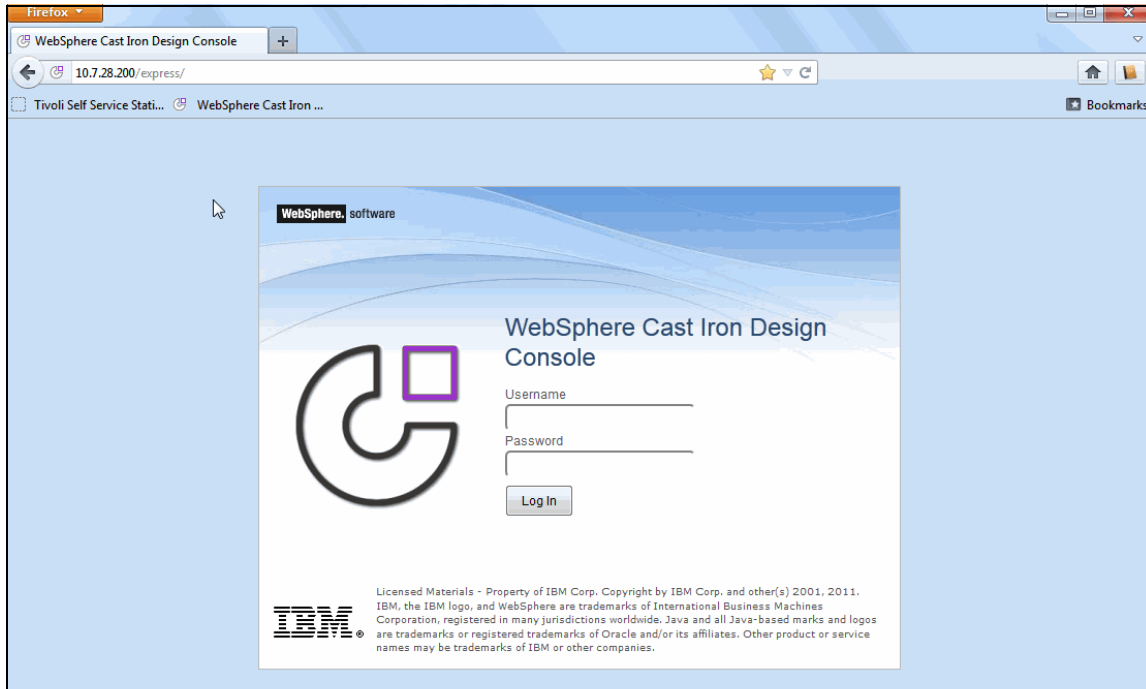 Firefox
WebSphere Cast Iron Design Console
10.7.28.200/express/
Tivoli Self Service Stati... WebSphere Cast Iron ...
Bookmarks
WebSphere. software
WebSphere Cast Iron Design
Console
Username
Password
Log In
Licensed Materials - Property of IBM Corp. Copyright by IBM Corp. and other(s) 2001, 2011.
IBM, the IBM logo, and WebSphere are trademarks of International Business Machines
Corporation, registered in many jurisdictions worldwide. Java and all Java-based marks and logos
are trademarks or registered trademarks of Oracle and/or its affiliates. Other product or service
names may be trademarks of IBM or other companies.
IBM®